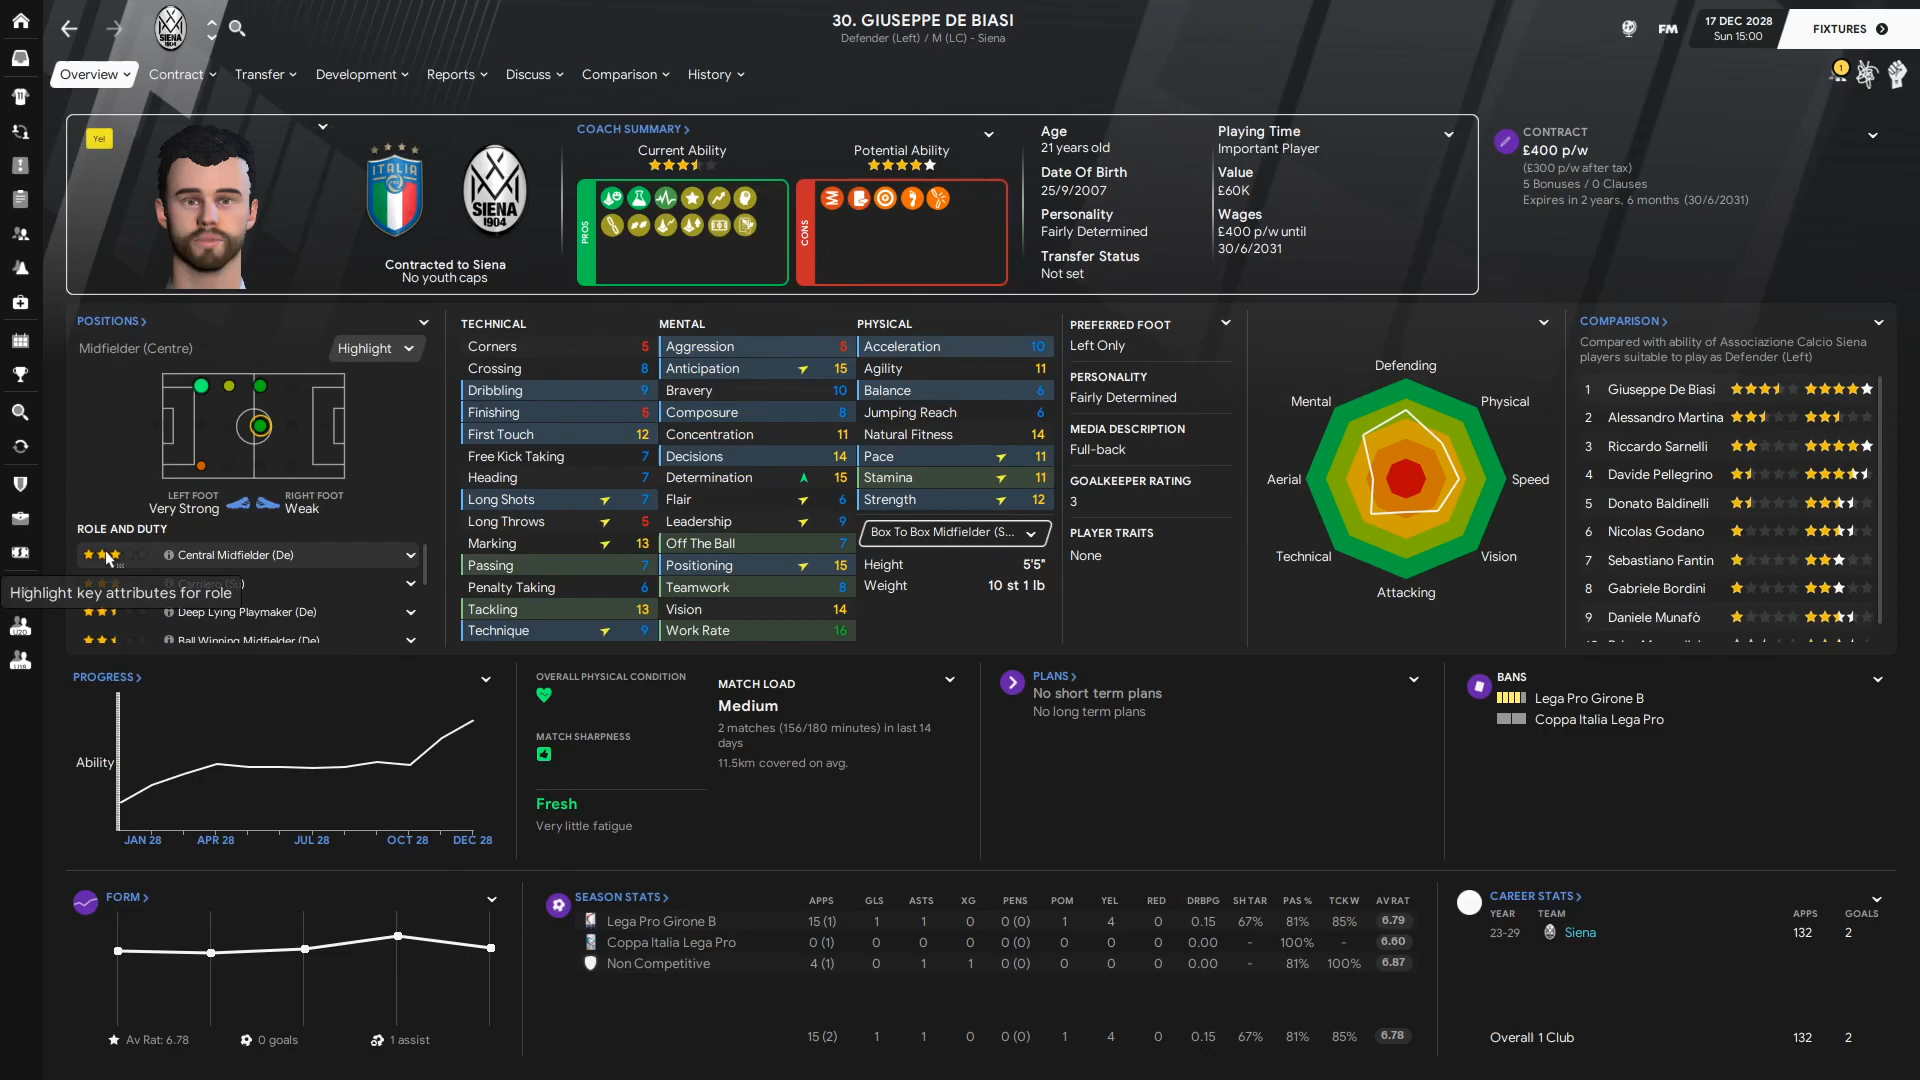 30. GIUSEPPE DE BIASI
Defender (Left) / M (LC) - Siena
FM
17 DEC 2028
Sun 15:00
FIXTURES
Overview
Contract
Transfer
Development
Reports
Discuss
Comparison
History
1
Yel
ITALIA
SIENA
1904
Contracted to Siena
No youth caps
COACH SUMMARY
Current Ability
Potential Ability
PROS
CONS
Age
21 years old
Date Of Birth
25/9/2007
Personality
Fairly Determined
Transfer Status
Not set
Playing Time
Important Player
Value
£60K
Wages
£400 p/w until
30/6/2031
CONTRACT
£400 p/w
(£300 p/w after tax)
5 Bonuses / 0 Clauses
Expires in 2 years, 6 months (30/6/2031)
POSITIONS
Midfielder (Centre)
Highlight
LEFT FOOT
Very Strong
RIGHT FOOT
Weak
ROLE AND DUTY
Central Midfielder (De)
Carrilero (Su)
Highlight key attributes for role
Deep Lying Playmaker (De)
Ball Winning Midfielder (De)
TECHNICAL
Corners 5
Crossing 8
Dribbling 9
Finishing 5
First Touch 12
Free Kick Taking 7
Heading 7
Long Shots 7
Long Throws 5
Marking 13
Passing 7
Penalty Taking 6
Tackling 13
Technique 9
MENTAL
Aggression 5
Anticipation 15
Bravery 10
Composure 8
Concentration 11
Decisions 14
Determination 15
Flair 6
Leadership 9
Off The Ball 7
Positioning 15
Teamwork 8
Vision 14
Work Rate 16
PHYSICAL
Acceleration 10
Agility 11
Balance 6
Jumping Reach 6
Natural Fitness 14
Pace 11
Stamina 11
Strength 12
Box To Box Midfielder (S...
Height 5'5"
Weight 10 st 1 lb
PREFERRED FOOT
Left Only
PERSONALITY
Fairly Determined
MEDIA DESCRIPTION
Full-back
GOALKEEPER RATING
3
PLAYER TRAITS
None
Defending
Physical
Speed
Vision
Attacking
Technical
Aerial
Mental
COMPARISON
Compared with ability of Associazione Calcio Siena
players suitable to play as Defender (Left)
1 Giuseppe De Biasi
2 Alessandro Martina
3 Riccardo Sarnelli
4 Davide Pellegrino
5 Donato Baldinelli
6 Nicolas Godano
7 Sebastiano Fantin
8 Gabriele Bordini
9 Daniele Munafò
PROGRESS
Ability
JAN 28
APR 28
JUL 28
OCT 28
DEC 28
OVERALL PHYSICAL CONDITION
MATCH SHARPNESS
Fresh
Very little fatigue
MATCH LOAD
Medium
2 matches (156/180 minutes) in last 14
days
11.5km covered on avg.
PLANS
No short term plans
No long term plans
BANS
Lega Pro Girone B
Coppa Italia Lega Pro
FORM
Av Rat: 6.78
0 goals
1 assist
SEASON STATS APPS GLS ASTS XG PENS POM YEL RED DRBPG SH TAR PAS % TCK W AV RAT
Lega Pro Girone B 15 (1) 1 1 0 0 (0) 1 4 0 0.15 67% 81% 85% 6.79
Coppa Italia Lega Pro 0 (1) 0 0 0 0 (0) 0 0 0 0.00 - 100% - 6.60
Non Competitive 4 (1) 0 1 1 0 (0) 0 0 0 0.00 - 81% 100% 6.87
15 (2) 1 1 0 0 (0) 1 4 0 0.15 67% 81% 85% 6.78
CAREER STATS
YEAR TEAM APPS GOALS
23-29 Siena 132 2
Overall 1 Club 132 2